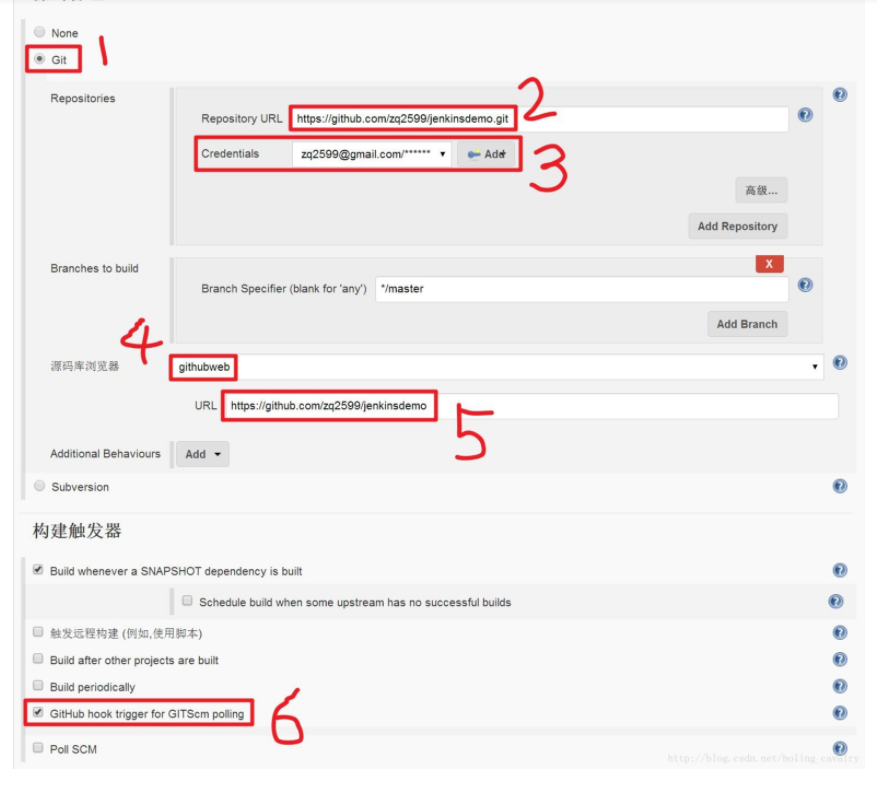 None
Git
1
Repositories
Repository URL https://github.com/zq2599/jenkinsdemo.git
2
Credentials zq2599@gmail.com/****** Add
3
高级...
Add Repository
Branches to build
X
Branch Specifier (blank for 'any') */master
Add Branch
4
源码库浏览器 githubweb
URL https://github.com/zq2599/jenkinsdemo
5
Additional Behaviours Add
Subversion
构建触发器
Build whenever a SNAPSHOT dependency is built
Schedule build when some upstream has no successful builds
触发远程构建 (例如,使用脚本)
Build after other projects are built
Build periodically
GitHub hook trigger for GITScm polling
6
Poll SCM
http://blog.csdn.net/boling_cavalry